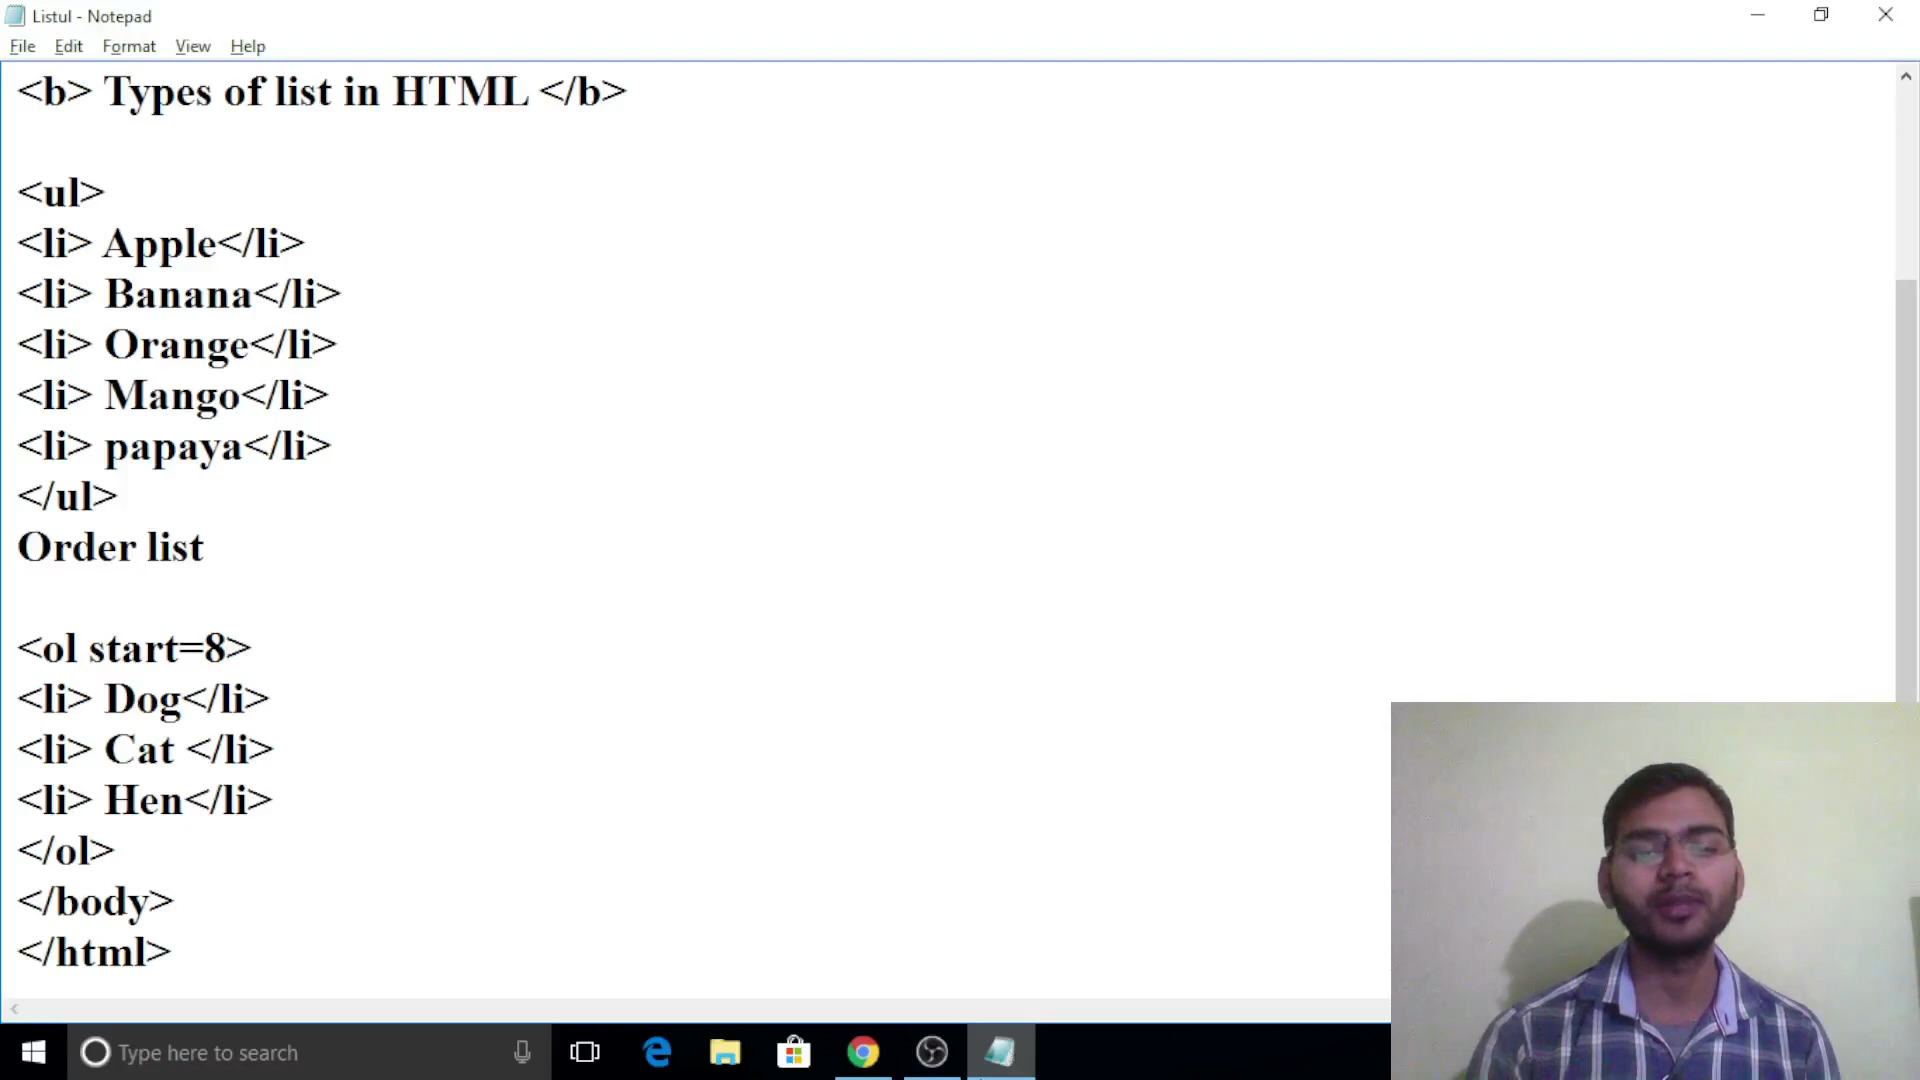 Listul - Notepad
File Edit Format View Help
<b> Types of list in HTML </b>
<ul>
<li> Apple</li>
<li> Banana</li>
<li> Orange</li>
<li> Mango</li>
<li> papaya</li>
</ul>
Order list
<ol start=8>
<li> Dog</li>
<li> Cat </li>
<li> Hen</li>
</ol>
</body>
</html>
Type here to search